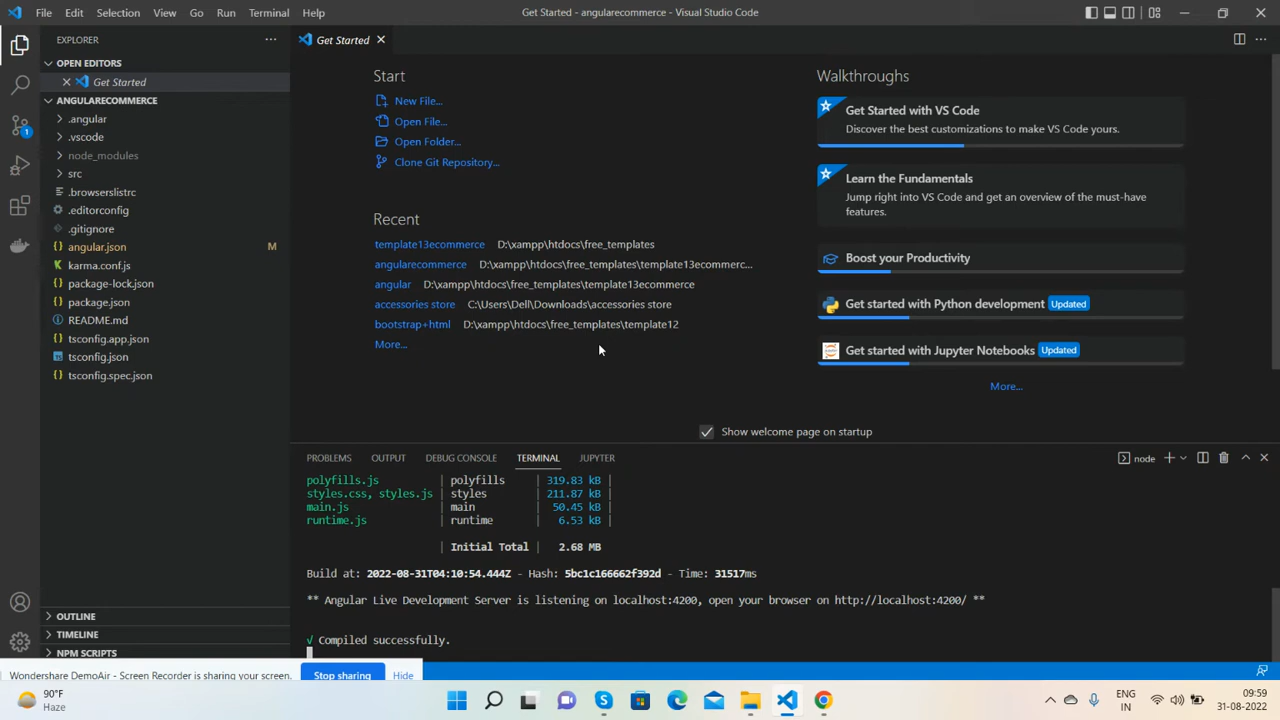 File Edit Selection View Go Run Terminal Help
Get Started - angularecommerce - Visual Studio Code
EXPLORER
OPEN EDITORS
Get Started
ANGULARECOMMERCE
.angular
.vscode
node_modules
src
.browserslistrc
.editorconfig
.gitignore
angular.json M
karma.conf.js
package-lock.json
package.json
README.md
tsconfig.app.json
tsconfig.json
tsconfig.spec.json
OUTLINE
TIMELINE
NPM SCRIPTS
1
Get Started
Start
New File...
Open File...
Open Folder...
Clone Git Repository...
Recent
template13ecommerce D:\xampp\htdocs\free_templates
angularecommerce D:\xampp\htdocs\free_templates\template13ecommerc...
angular D:\xampp\htdocs\free_templates\template13ecommerce
accessories store C:\Users\Dell\Downloads\accessories store
bootstrap+html D:\xampp\htdocs\free_templates\template12
More...
Walkthroughs
Get Started with VS Code
Discover the best customizations to make VS Code yours.
Learn the Fundamentals
Jump right into VS Code and get an overview of the must-have
features.
Boost your Productivity
Get started with Python development Updated
Get started with Jupyter Notebooks Updated
More...
Show welcome page on startup
PROBLEMS OUTPUT DEBUG CONSOLE TERMINAL JUPYTER
node
polyfills.js | polyfills | 319.83 kB |
styles.css, styles.js | styles | 211.87 kB |
main.js | main | 50.45 kB |
runtime.js | runtime | 6.53 kB |
| Initial Total | 2.68 MB
Build at: 2022-08-31T04:10:54.444Z - Hash: 5bc1c166662f392d - Time: 31517ms
** Angular Live Development Server is listening on localhost:4200, open your browser on http://localhost:4200/ **
√ Compiled successfully.
Wondershare DemoAir - Screen Recorder is sharing your screen. Stop sharing Hide
90°F
Haze
ENG
IN
09:59
31-08-2022